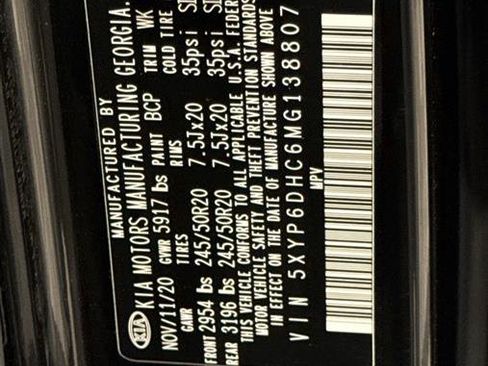 MANUFACTURED BY
KIA KIA MOTORS MANUFACTURING GEORGIA.
NOV/11/20 GVWR 5917 lbs PAINT BCP TRIM WK
GAWR TIRES RIMS COLD TIRE
FRONT 2954 lbs 245/50R20 7.5Jx20 35psi
REAR 3196 lbs 245/50R20 7.5Jx20 35psi
THIS VEHICLE CONFORMS TO ALL APPLICABLE U.S.A. FEDER
MOTOR VEHICLE SAFETY AND THEFT PREVENTION STANDARDS
IN EFFECT ON THE DATE OF MANUFACTURE SHOWN ABOVE
VIN 5XYP6DHC6MG138807
MPV